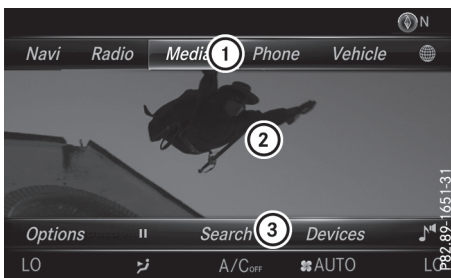 N
Navi Radio Media 1 Phone Vehicle
2
3
Options II Search Devices
LO A/C OFF AUTO LO
P82.89-1651-31